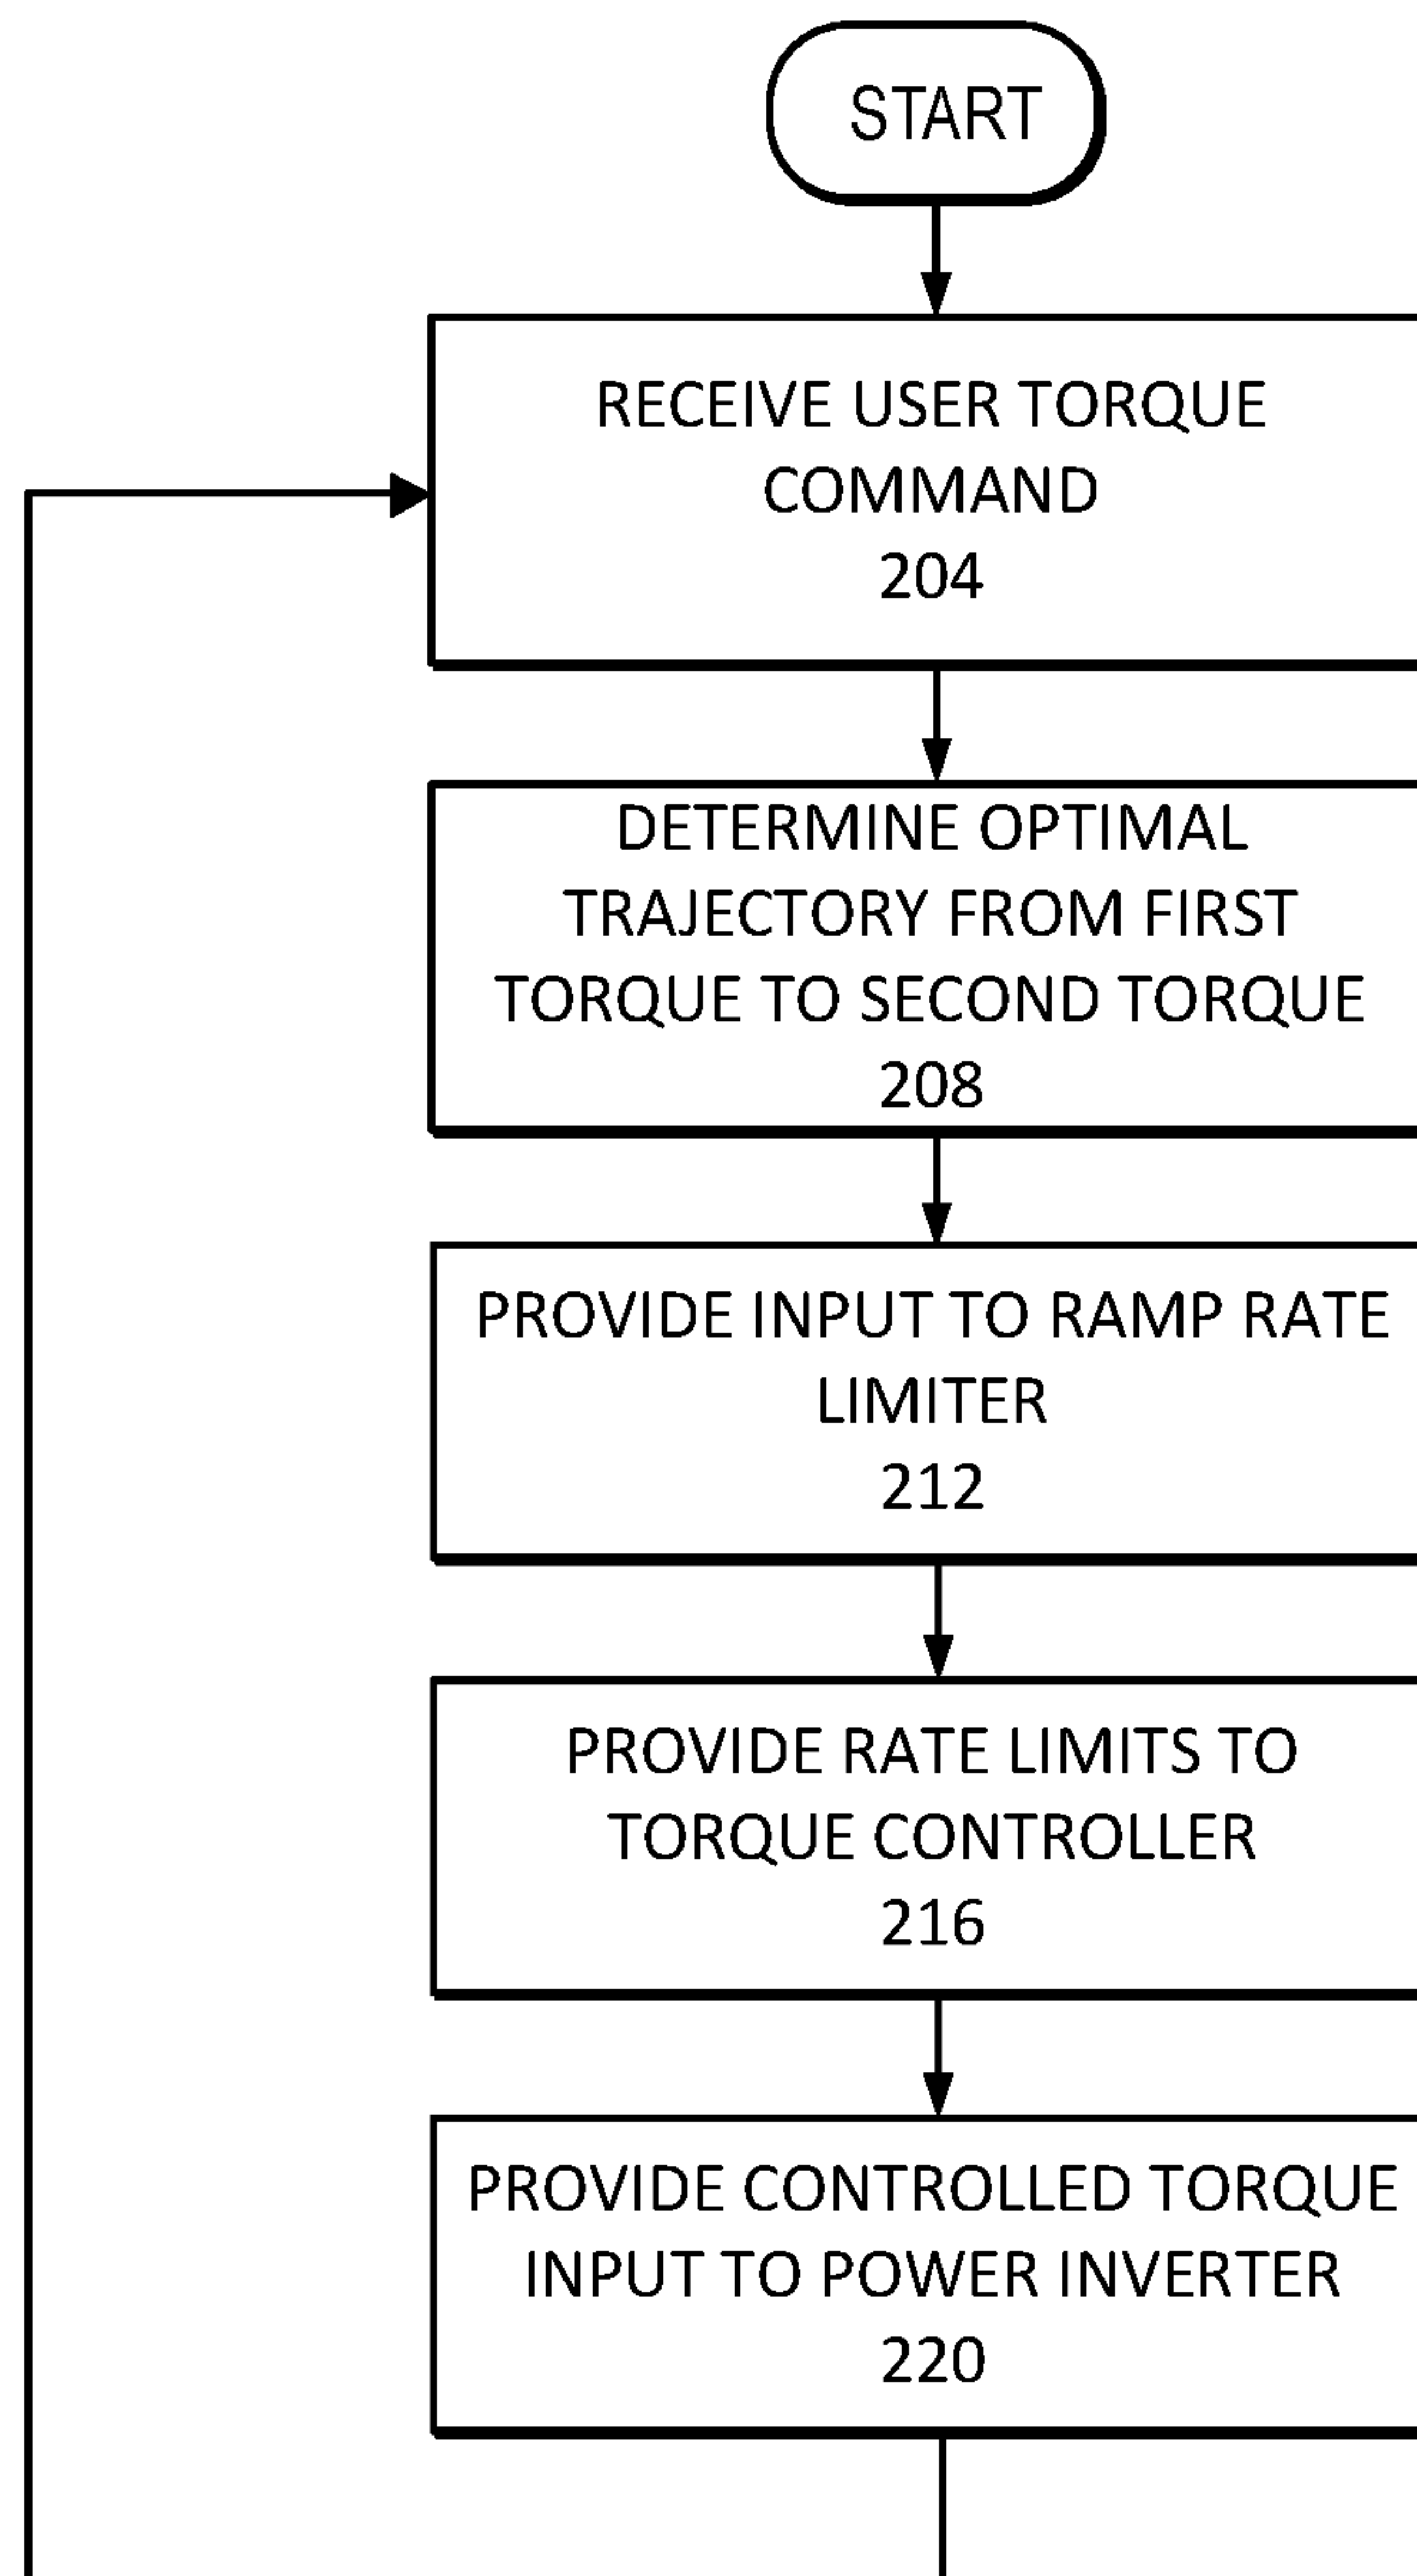 START
RECEIVE USER TORQUE
COMMAND
204
DETERMINE OPTIMAL
TRAJECTORY FROM FIRST
TORQUE TO SECOND TORQUE
208
PROVIDE INPUT TO RAMP RATE
LIMITER
212
PROVIDE RATE LIMITS TO
TORQUE CONTROLLER
216
PROVIDE CONTROLLED TORQUE
INPUT TO POWER INVERTER
220